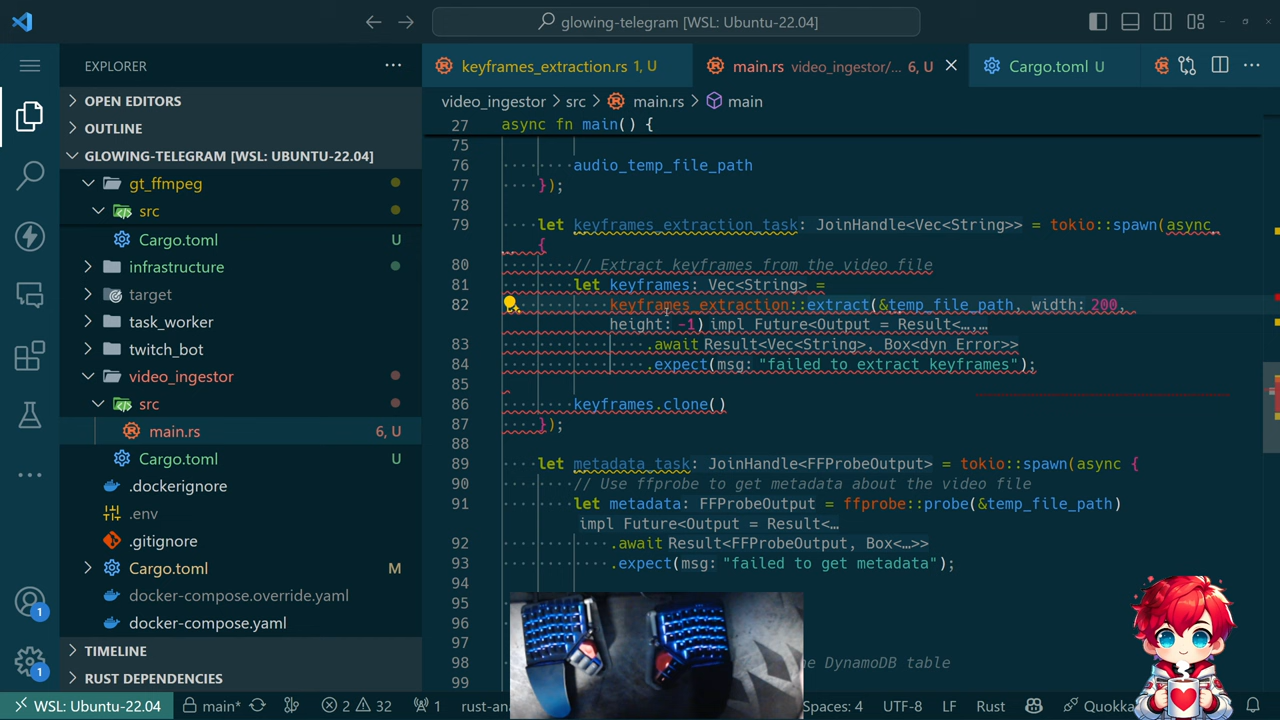 glowing-telegram [WSL: Ubuntu-22.04]
EXPLORER
keyframes_extraction.rs 1, U
main.rs video_ingestor/... 6, U
Cargo.toml U
OPEN EDITORS
OUTLINE
GLOWING-TELEGRAM [WSL: UBUNTU-22.04]
gt_ffmpeg
src
Cargo.toml U
infrastructure
target
task_worker
twitch_bot
video_ingestor
src
main.rs 6, U
Cargo.toml U
.dockerignore
.env
.gitignore
Cargo.toml M
docker-compose.override.yaml
docker-compose.yaml
TIMELINE
RUST DEPENDENCIES
1
1
video_ingestor > src > main.rs > main
27 async fn main() {
75
76 audio_temp_file_path
77 });
78
79 let keyframes_extraction_task: JoinHandle<Vec<String>> = tokio::spawn(async
{
80 // Extract keyframes from the video file
81 let keyframes: Vec<String> =
82 keyframes_extraction::extract(&temp_file_path, width: 200,
height: -1) impl Future<Output = Result<…,…
83 .await Result<Vec<String>, Box<dyn Error>>
84 .expect(msg: "failed to extract keyframes");
85
86 keyframes.clone()
87 });
88
89 let metadata_task: JoinHandle<FFProbeOutput> = tokio::spawn(async {
90 // Use ffprobe to get metadata about the video file
91 let metadata: FFProbeOutput = ffprobe::probe(&temp_file_path)
impl Future<Output = Result<…
92 .await Result<FFProbeOutput, Box<…>>
93 .expect(msg: "failed to get metadata");
94
95
96
97
98 e DynamoDB table
99
WSL: Ubuntu-22.04 main* 2 32 1 rust-an
Spaces: 4 UTF-8 LF Rust Quokka